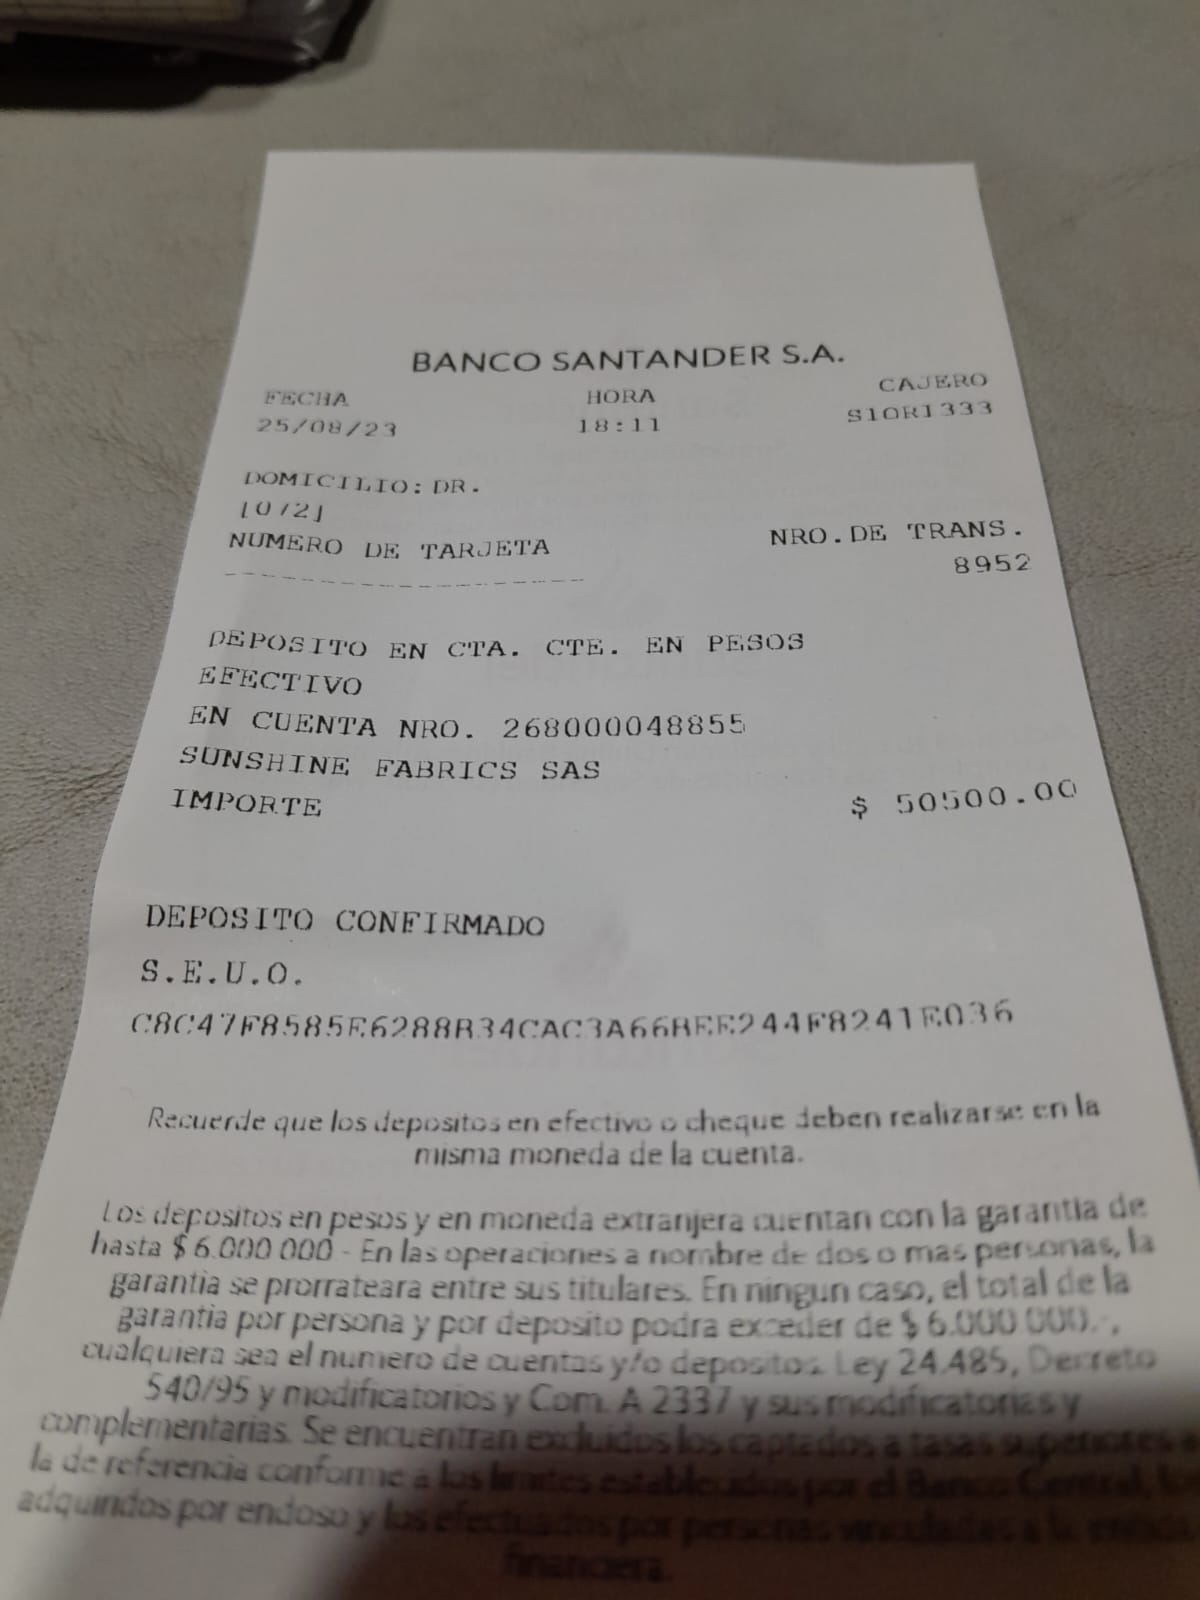 BANCO SANTANDER S.A.
FECHA HORA CAJERO
25/08/23 18:11 S1OR1333
DOMICILIO: DR.
[072]
NUMERO DE TARJETA NRO.DE TRANS.
8952
DEPOSITO EN CTA. CTE. EN PESOS
EFECTIVO
EN CUENTA NRO. 268000048855
SUNSHINE FABRICS SAS
IMPORTE $ 50500.00
DEPOSITO CONFIRMADO
S.E.U.O.
C8C47F8585E6288B34CAC3A66BEE244F8241E036
Recuerde que los depositos en efectivo o cheque deben realizarse en la
misma moneda de la cuenta.
Los depositos en pesos y en moneda extranjera cuentan con la garantia de
hasta $ 6.000.000 - En las operaciones a nombre de dos o mas personas, la
garantia se prorrateara entre sus titulares. En ningun caso, el total de la
garantia por persona y por deposito podra exceder de $ 6.000.000.-,
cualquiera sea el numero de cuentas y/o depositos. Ley 24.485, Decreto
540/95 y modificatorios y Com. A 2337 y sus modificatorias y
complementarias. Se encuentran excluidos los captados a tasas superiores a
la de referencia conforme a los limites establecidos por el Banco Central, los
adquiridos por endoso y los efectuados por personas vinculadas a la entidad
financiera.